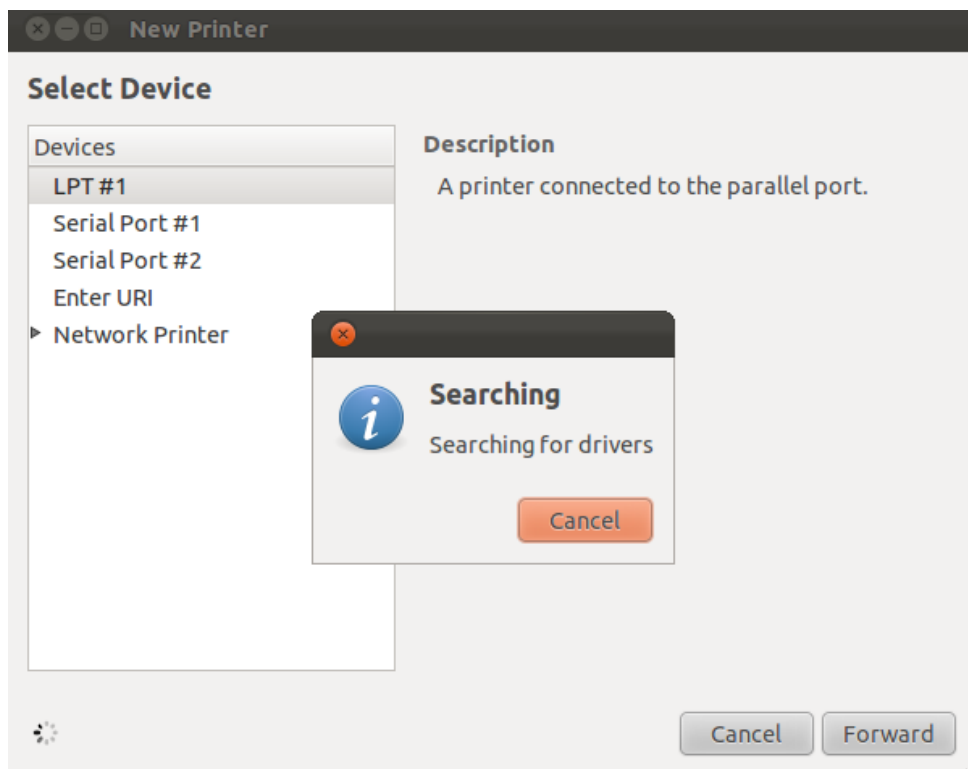 New Printer
Select Device
Devices
LPT #1
Serial Port #1
Serial Port #2
Enter URI
Network Printer
Description
A printer connected to the parallel port.
Searching
Searching for drivers
Cancel
Cancel
Forward